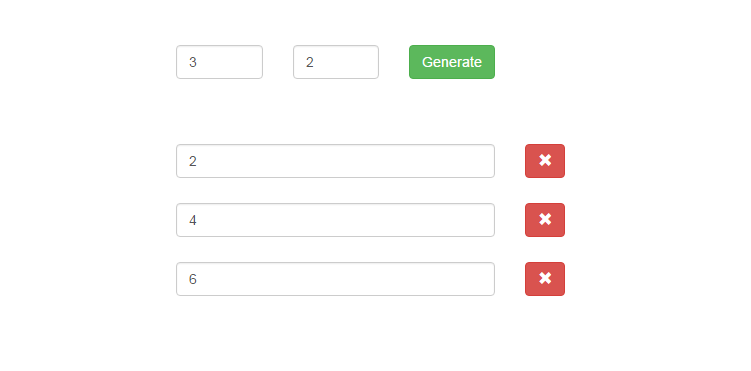 3 2 Generate
2 ✖
4 ✖
6 ✖